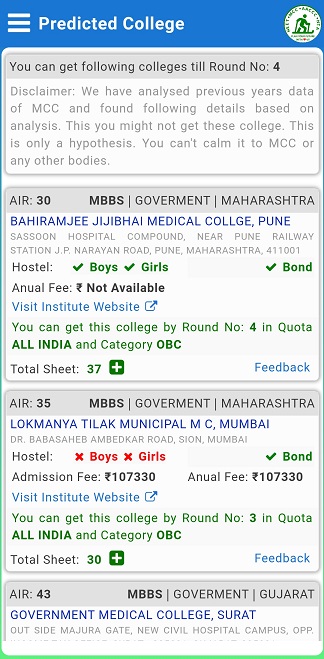 Predicted College
You can get following colleges till Round No: 4
Disclaimer: We have analysed previous years data
of MCC and found following details based on
analysis. This you might not get these college. This
is only a hypothesis. You can't calm it to MCC or
any other bodies.
AIR: 30 MBBS | GOVERMENT | MAHARASHTRA
BAHIRAMJEE JIJIBHAI MEDICAL COLLGE, PUNE
SASSOON HOSPITAL COMPOUND, NEAR PUNE RAILWAY
STATION J.P. NARAYAN ROAD, PUNE, MAHARASHTRA, 411001
Hostel: ✔ Boys ✔ Girls ✔ Bond
Anual Fee: ₹ Not Available
Visit Institute Website
You can get this college by Round No: 4 in Quota
ALL INDIA and Category OBC
Total Sheet: 37 Feedback
AIR: 35 MBBS | GOVERMENT | MAHARASHTRA
LOKMANYA TILAK MUNICIPAL M C, MUMBAI
DR. BABASAHEB AMBEDKAR ROAD, SION, MUMBAI
Hostel: ✖ Boys ✖ Girls ✔ Bond
Admission Fee: ₹107330 Anual Fee: ₹107330
Visit Institute Website
You can get this college by Round No: 3 in Quota
ALL INDIA and Category OBC
Total Sheet: 30 Feedback
AIR: 43 MBBS | GOVERMENT | GUJARAT
GOVERNMENT MEDICAL COLLEGE, SURAT
OUT SIDE MAJURA GATE, NEW CIVIL HOSPITAL CAMPUS, OPP.